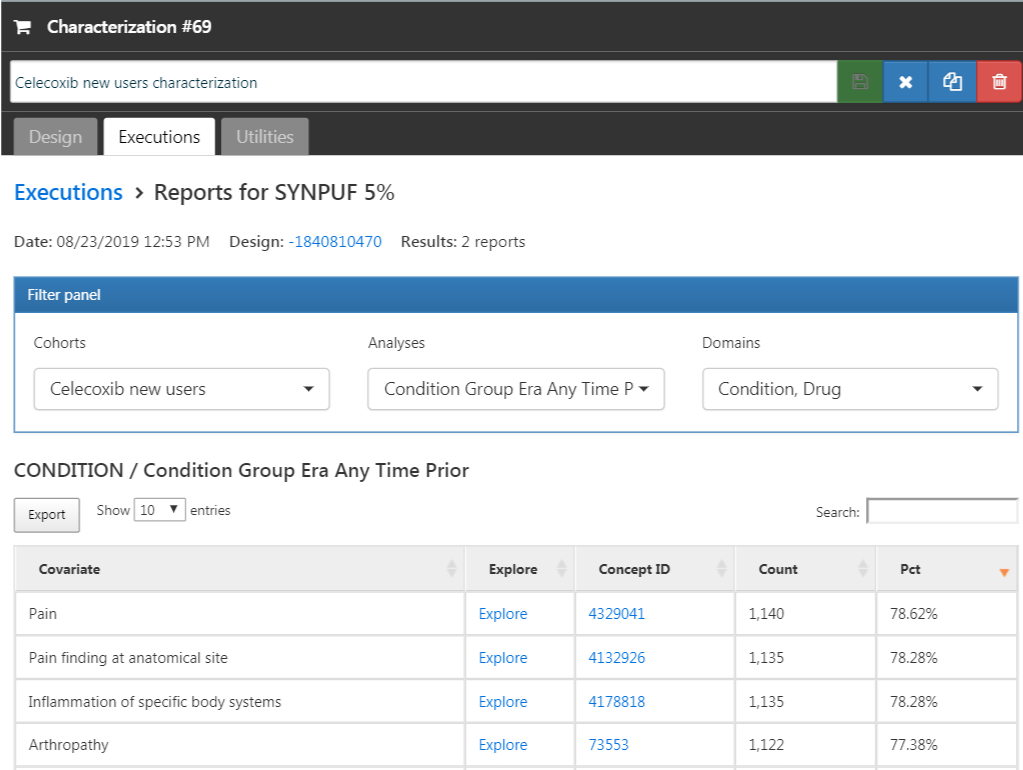 Characterization #69
Celecoxib new users characterization
Design Executions Utilities
Executions › Reports for SYNPUF 5%
Date: 08/23/2019 12:53 PM Design: -1840810470 Results: 2 reports
Filter panel
Cohorts Analyses Domains
Celecoxib new users Condition Group Era Any Time P Condition, Drug
CONDITION / Condition Group Era Any Time Prior
Export Show 10 entries Search:
Covariate Explore Concept ID Count Pct
Pain Explore 4329041 1,140 78.62%
Pain finding at anatomical site Explore 4132926 1,135 78.28%
Inflammation of specific body systems Explore 4178818 1,135 78.28%
Arthropathy Explore 73553 1,122 77.38%